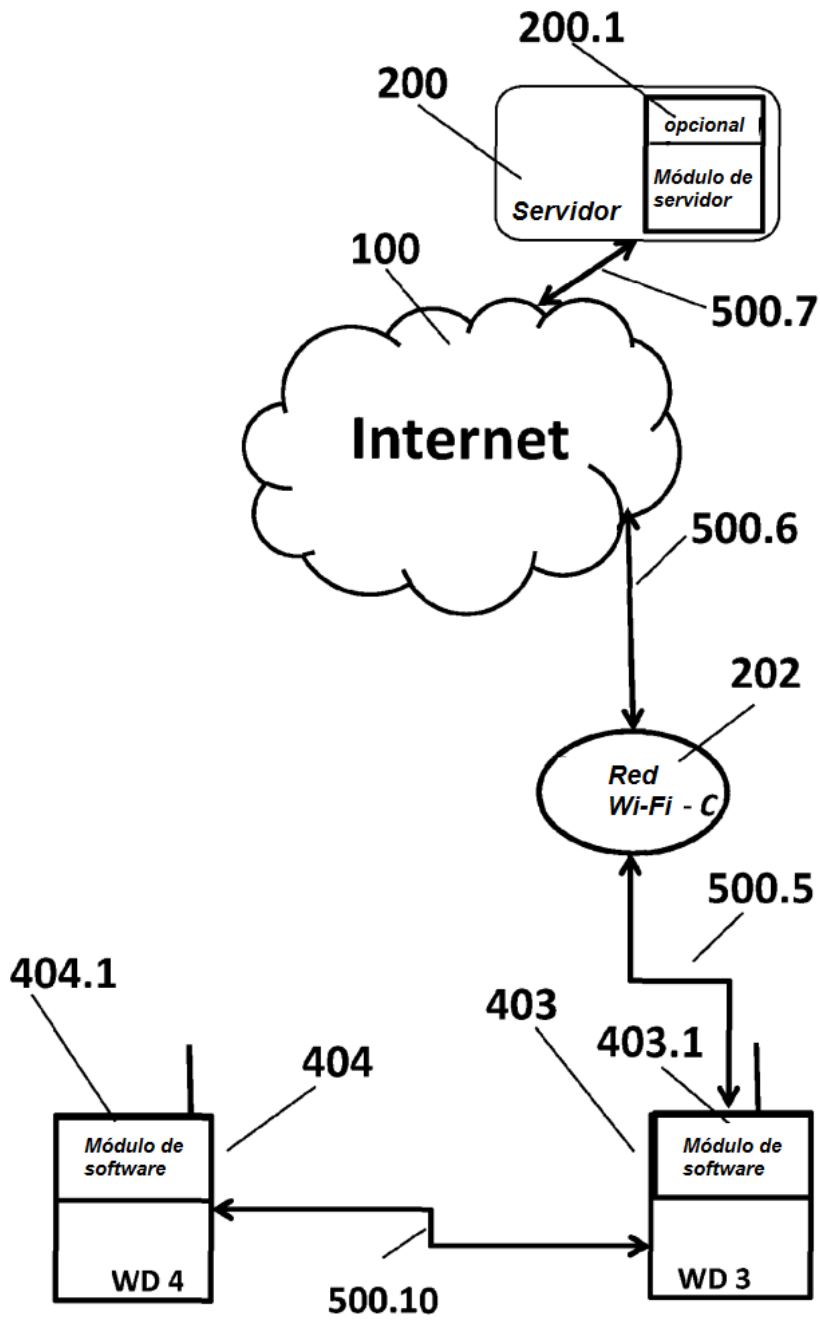 200.1
200
opcional
Módulo de
servidor
Servidor
100
500.7
Internet
500.6
202
Red
Wi-Fi - C
500.5
404.1
403
403.1
404
Módulo de
software
Módulo de
software
WD 4
WD 3
500.10